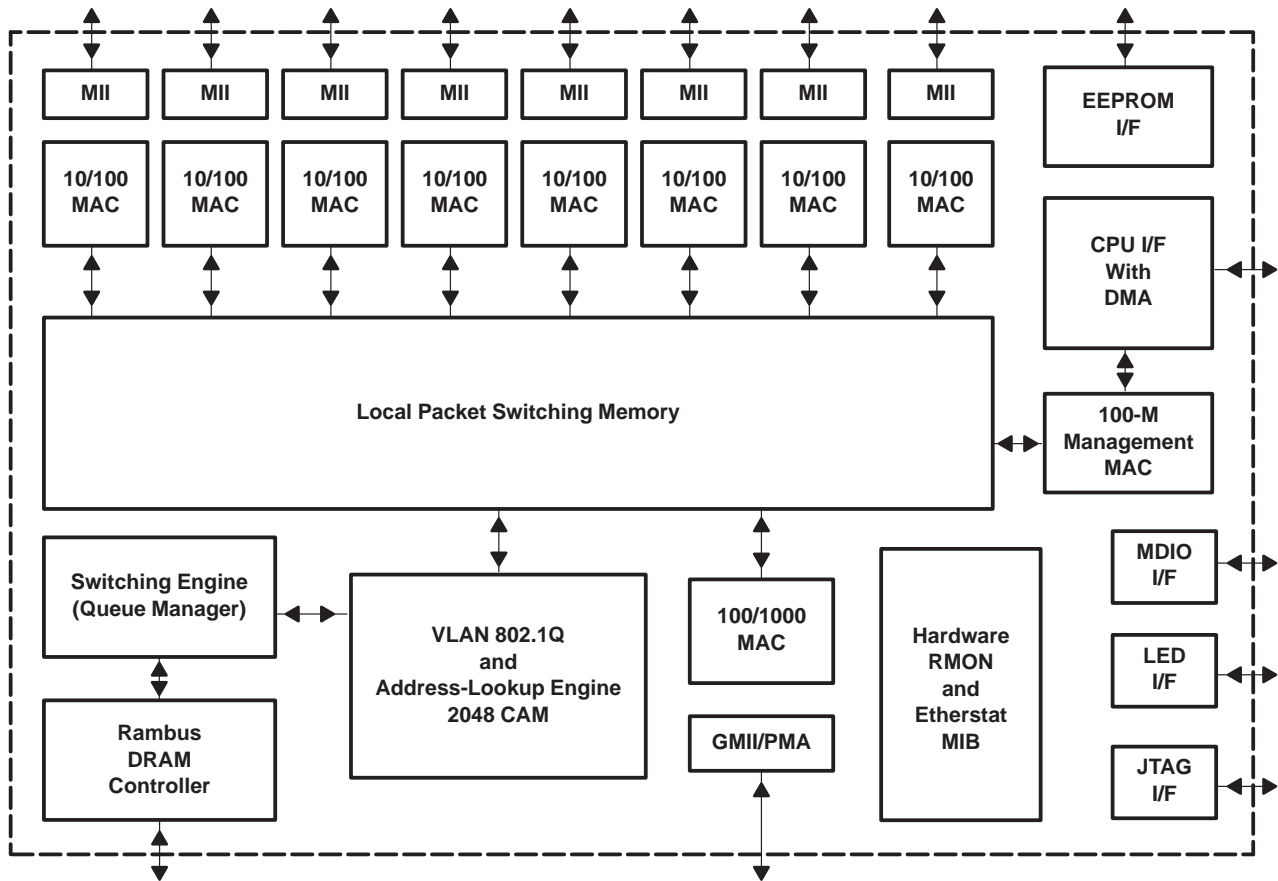 MII
MII
MII
MII
MII
MII
MII
MII
EEPROM
I/F
10/100
MAC
10/100
MAC
10/100
MAC
10/100
MAC
10/100
MAC
10/100
MAC
10/100
MAC
10/100
MAC
CPU I/F
With
DMA
Local Packet Switching Memory
100-M
Management
MAC
Switching Engine
(Queue Manager)
VLAN 802.1Q
and
Address-Lookup Engine
2048 CAM
100/1000
MAC
Hardware
RMON
and
Etherstat
MIB
MDIO
I/F
LED
I/F
Rambus
DRAM
Controller
GMII/PMA
JTAG
I/F